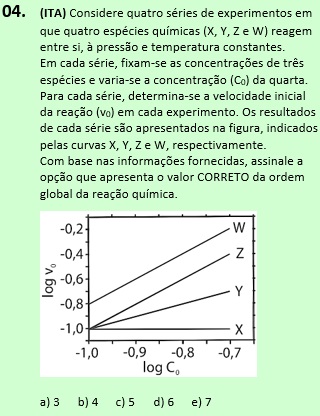 04. (ITA) Considere quatro séries de experimentos em
que quatro espécies químicas (X, Y, Z e W) reagem
entre si, à pressão e temperatura constantes.
Em cada série, fixam-se as concentrações de três
espécies e varia-se a concentração (C₀) da quarta.
Para cada série, determina-se a velocidade inicial
da reação (v₀) em cada experimento. Os resultados
de cada série são apresentados na figura, indicados
pelas curvas X, Y, Z e W, respectivamente.
Com base nas informações fornecidas, assinale a
opção que apresenta o valor CORRETO da ordem
global da reação química.
-0,2
W
Z
-0,4
-0,6
Y
-0,8
-1,0
X
log v₀
-1,0 -0,9 -0,8 -0,7
log C₀
a) 3 b) 4 c) 5 d) 6 e) 7